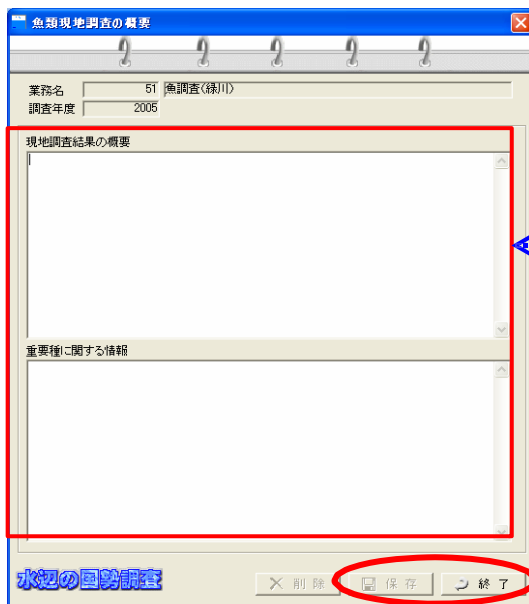 魚類現地調査の概要
業務名 51 魚調査(緑川)
調査年度 2005
現地調査結果の概要
重要種に関する情報
水辺の国勢調査 削除 保存 終了